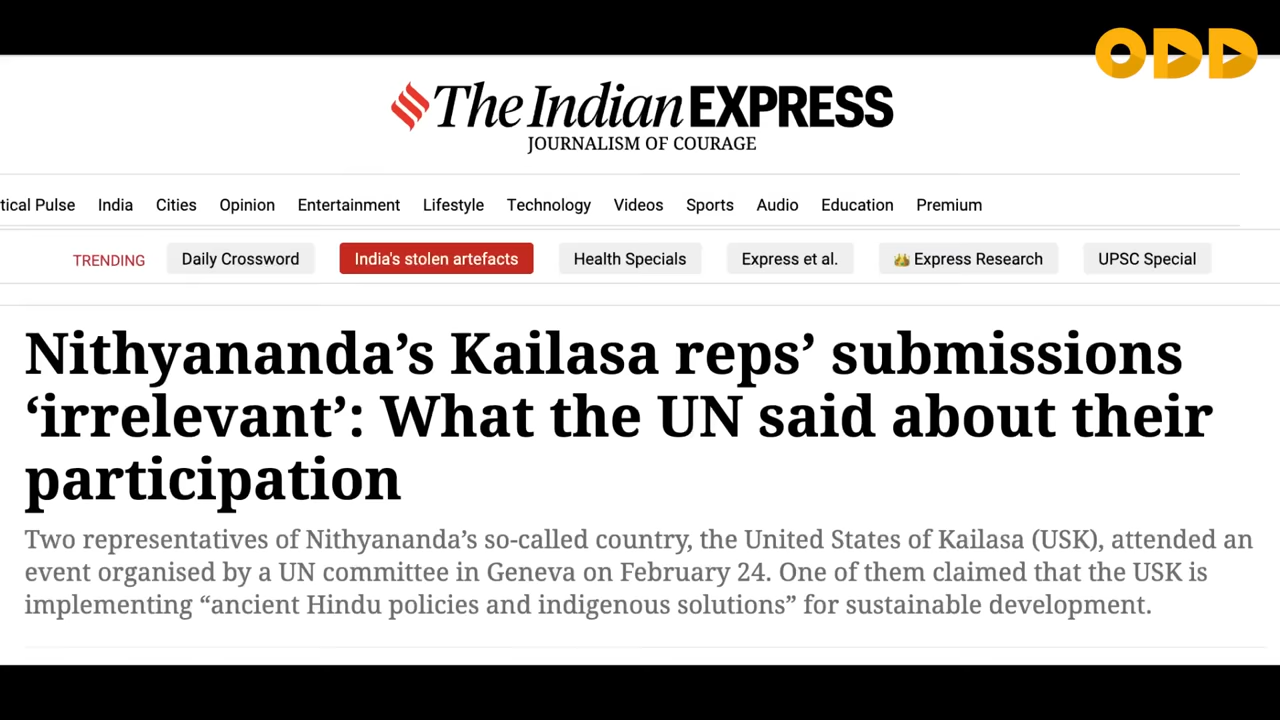 ODD
The Indian EXPRESS
JOURNALISM OF COURAGE
tical Pulse India Cities Opinion Entertainment Lifestyle Technology Videos Sports Audio Education Premium
TRENDING Daily Crossword India's stolen artefacts Health Specials Express et al. Express Research UPSC Special
Nithyananda’s Kailasa reps’ submissions
‘irrelevant’: What the UN said about their
participation
Two representatives of Nithyananda’s so-called country, the United States of Kailasa (USK), attended an
event organised by a UN committee in Geneva on February 24. One of them claimed that the USK is
implementing “ancient Hindu policies and indigenous solutions” for sustainable development.